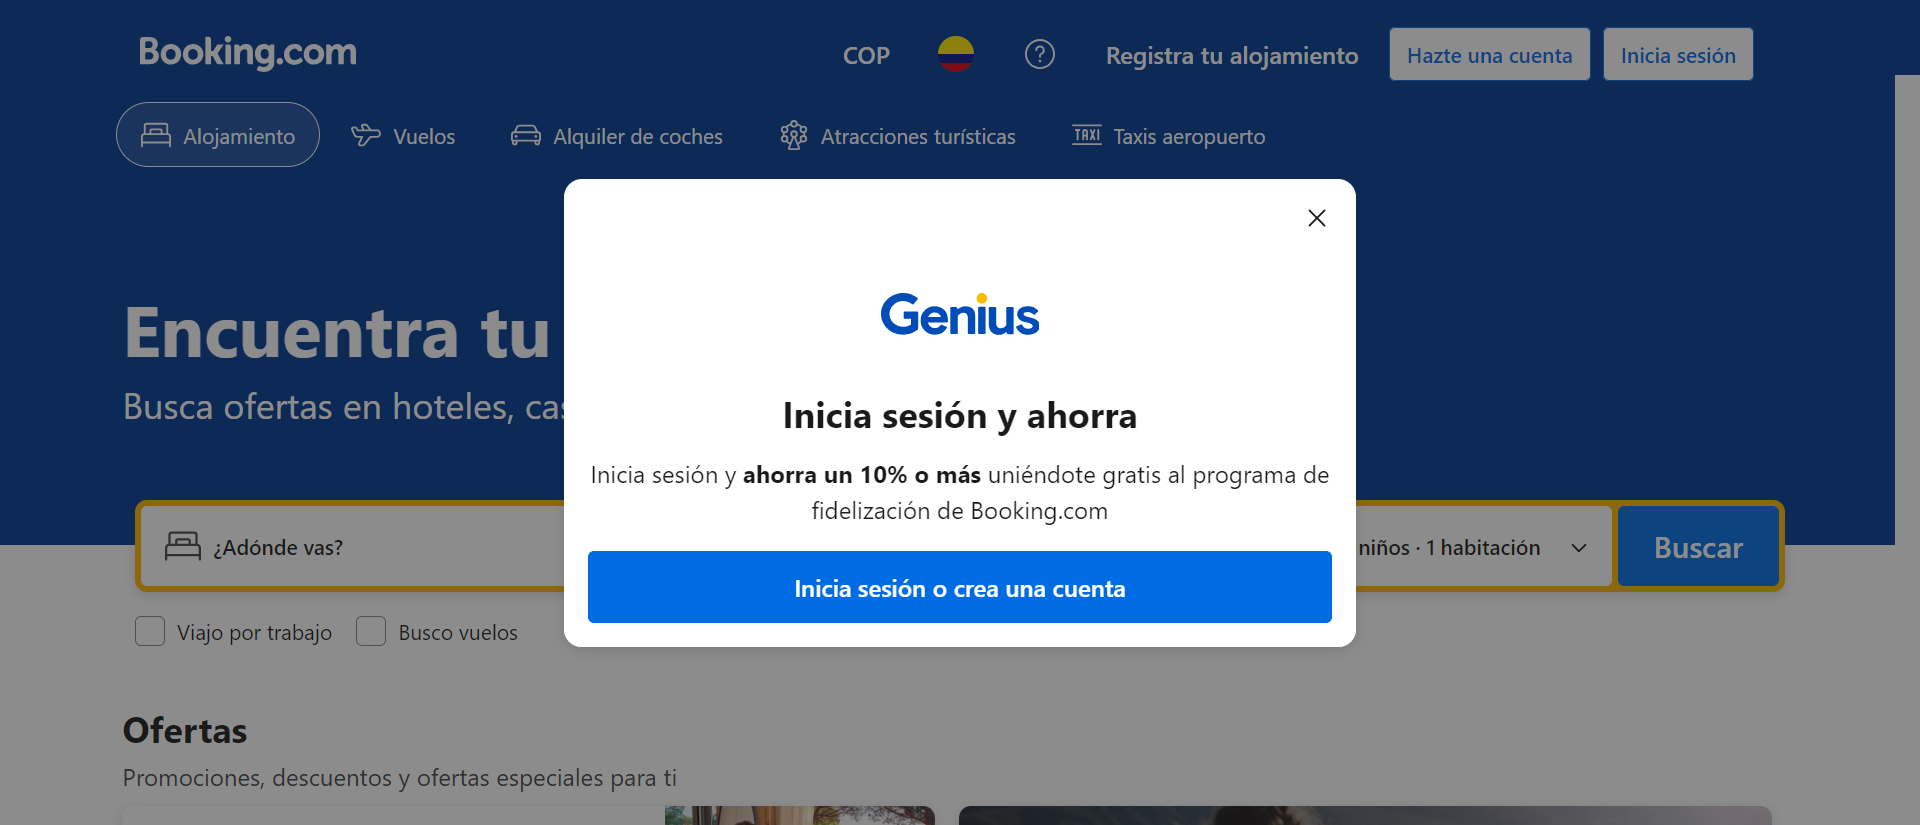 Booking.com
COP
Registra tu alojamiento
Hazte una cuenta
Inicia sesión
Alojamiento
Vuelos
Alquiler de coches
Atracciones turísticas
TAXI
Taxis aeropuerto
Genius
Inicia sesión y ahorra
Inicia sesión y ahorra un 10% o más uniéndote gratis al programa de
fidelización de Booking.com
Inicia sesión o crea una cuenta
Encuentra tu
Busca ofertas en hoteles,
¿Adónde vas?
niños · 1 habitación
Buscar
Viajo por trabajo
Busco vuelos
Ofertas
Promociones, descuentos y ofertas especiales para ti